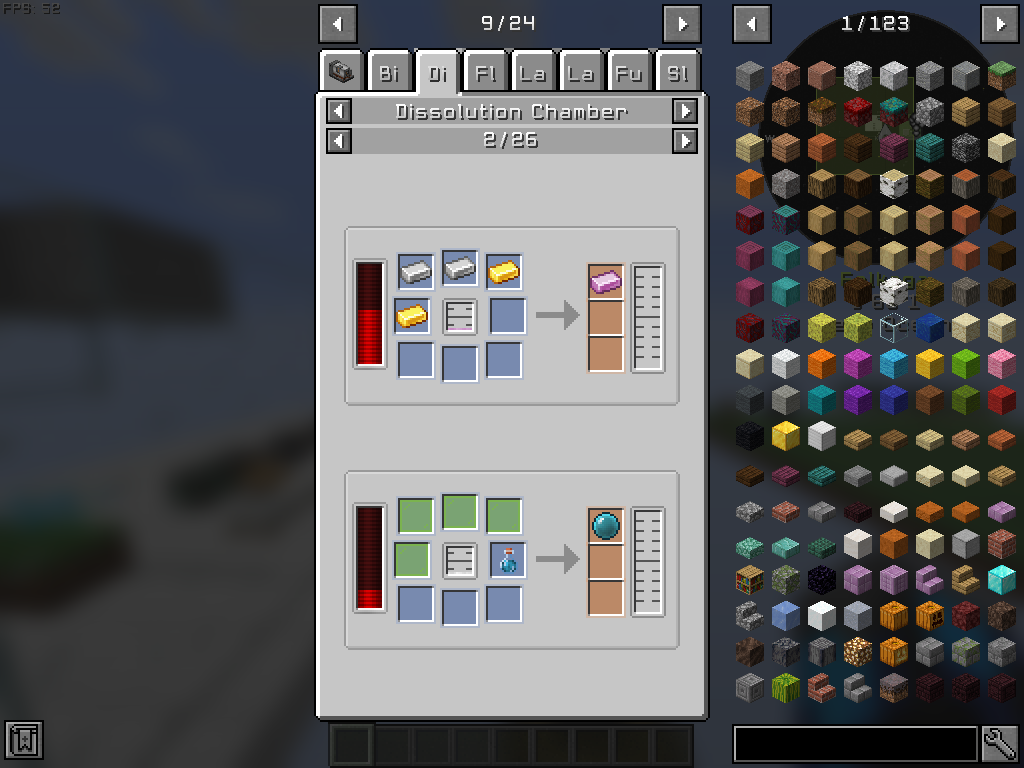 FPS: 52
9/24
1/123
Bi
Di
Fl
La
La
Fu
Sl
Dissolution Chamber
2/26